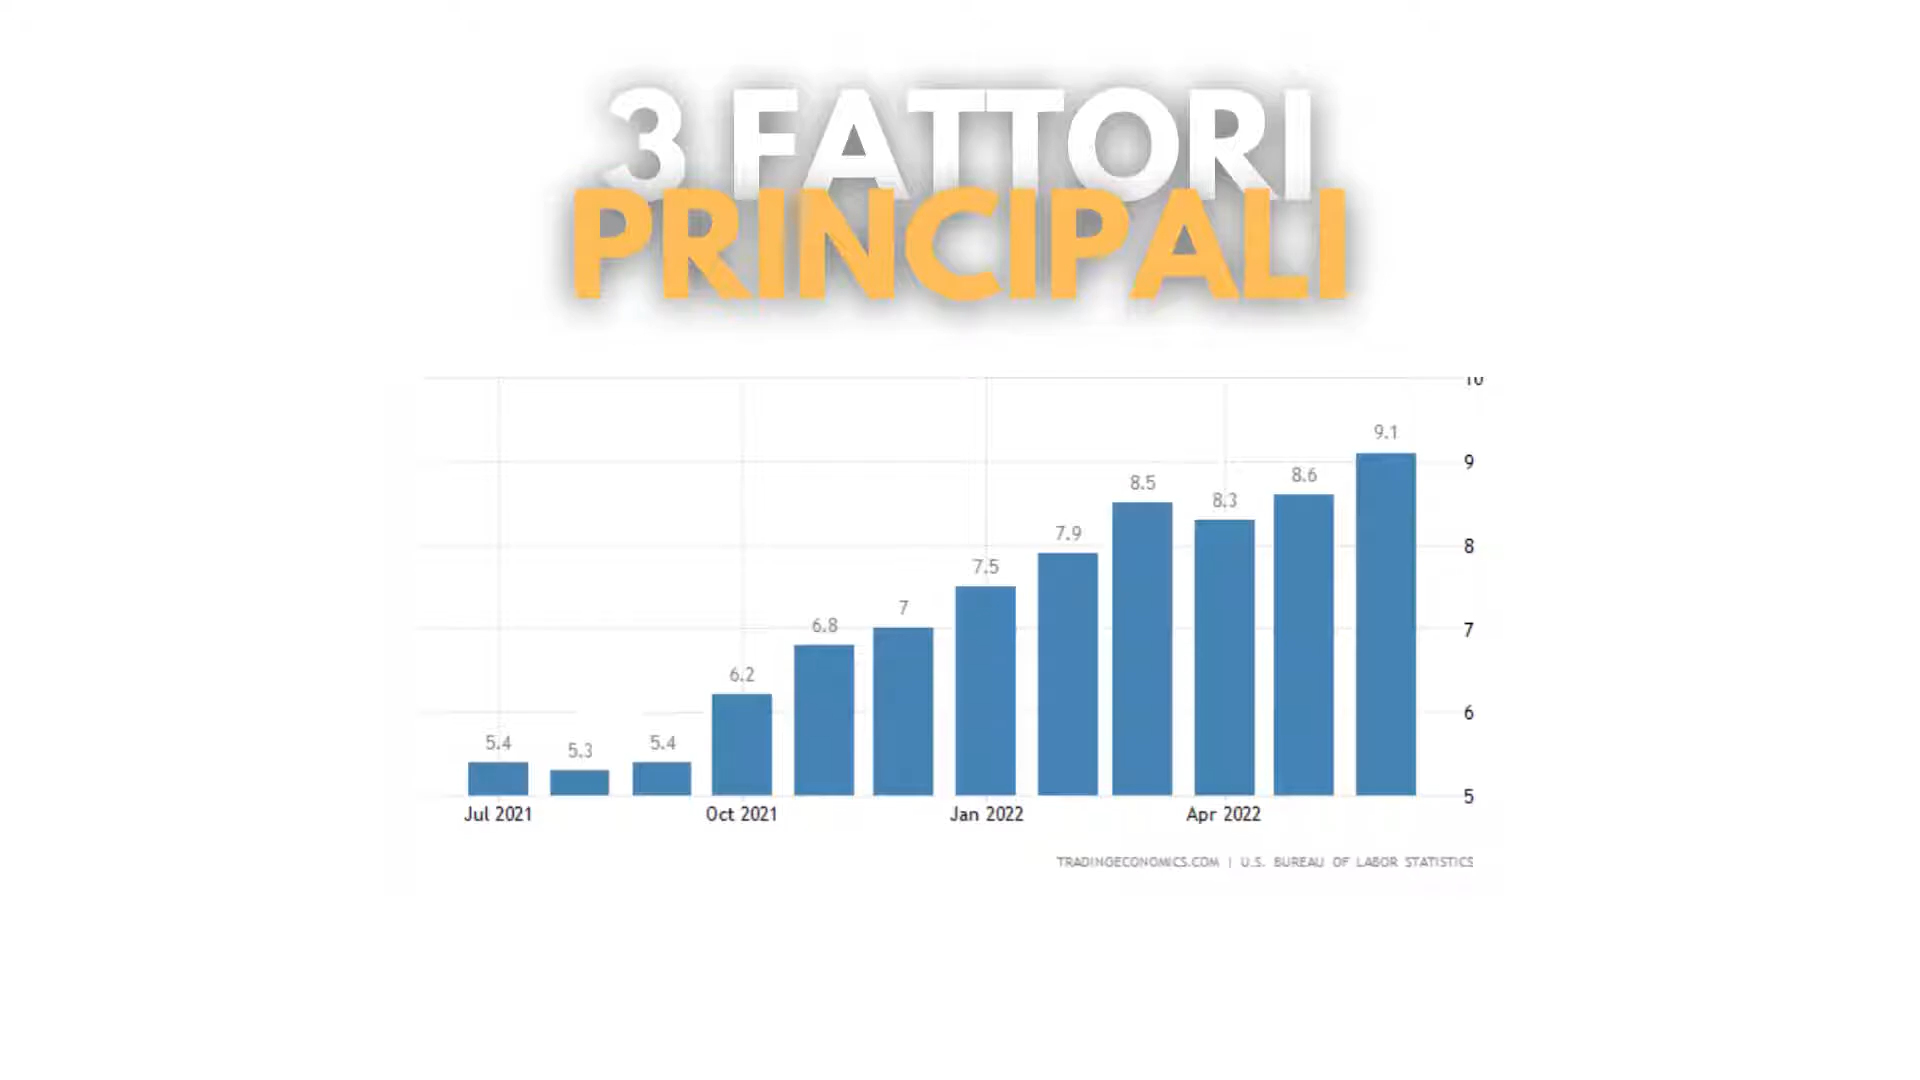 3 FATTORI
PRINCIPALI
10
9.1
9
8.6
8.5
8.3
8
7.9
7.5
7
7
6.8
6.2
6
5.4
5.3
5.4
5
Jul 2021
Oct 2021
Jan 2022
Apr 2022
TRADINGECONOMICS.COM | U.S. BUREAU OF LABOR STATISTICS